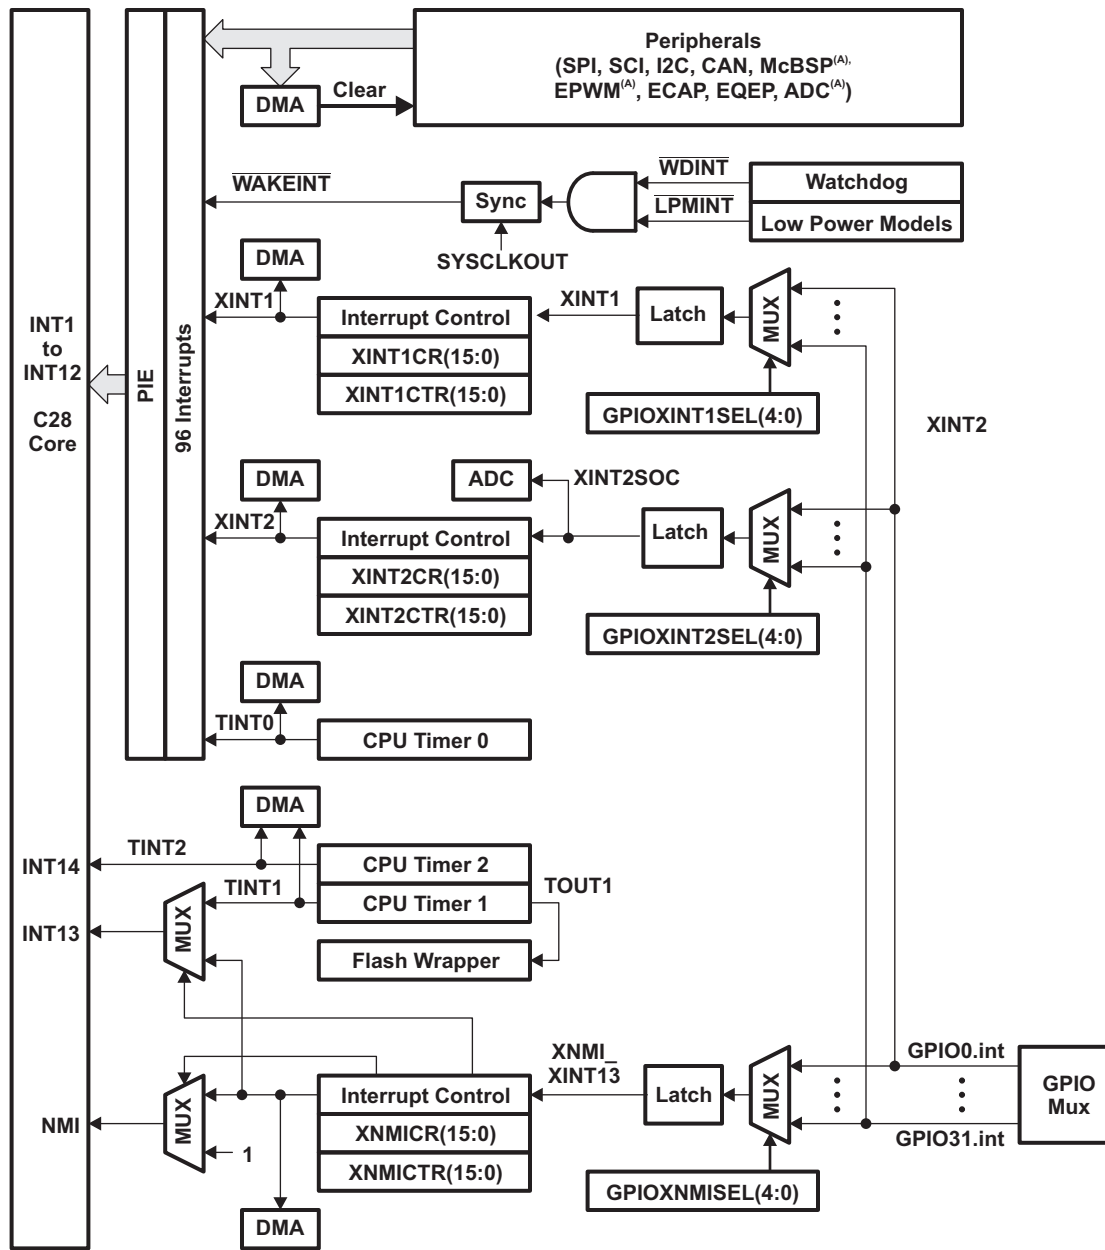 Peripherals
(SPI, SCI, I2C, CAN, McBSP(A),
EPWM(A), ECAP, EQEP, ADC(A))
DMA
Clear
WAKEINT
Sync
SYSCLKOUT
WDINT
LPMINT
Watchdog
Low Power Models
DMA
XINT1
Interrupt Control
XINT1CR(15:0)
XINT1CTR(15:0)
XINT1
Latch
MUX
GPIOXINT1SEL(4:0)
INT1
to
INT12
C28
Core
PIE
96 Interrupts
XINT2
DMA
XINT2
Interrupt Control
XINT2CR(15:0)
XINT2CTR(15:0)
ADC
XINT2SOC
Latch
MUX
GPIOXINT2SEL(4:0)
DMA
TINT0
CPU Timer 0
DMA
INT14
TINT2
CPU Timer 2
TINT1
CPU Timer 1
TOUT1
INT13
MUX
Flash Wrapper
NMI
MUX
1
Interrupt Control
XNMICR(15:0)
XNMICTR(15:0)
DMA
XNMI_
XINT13
Latch
MUX
GPIOXNMISEL(4:0)
GPIO0.int
GPIO31.int
GPIO
Mux